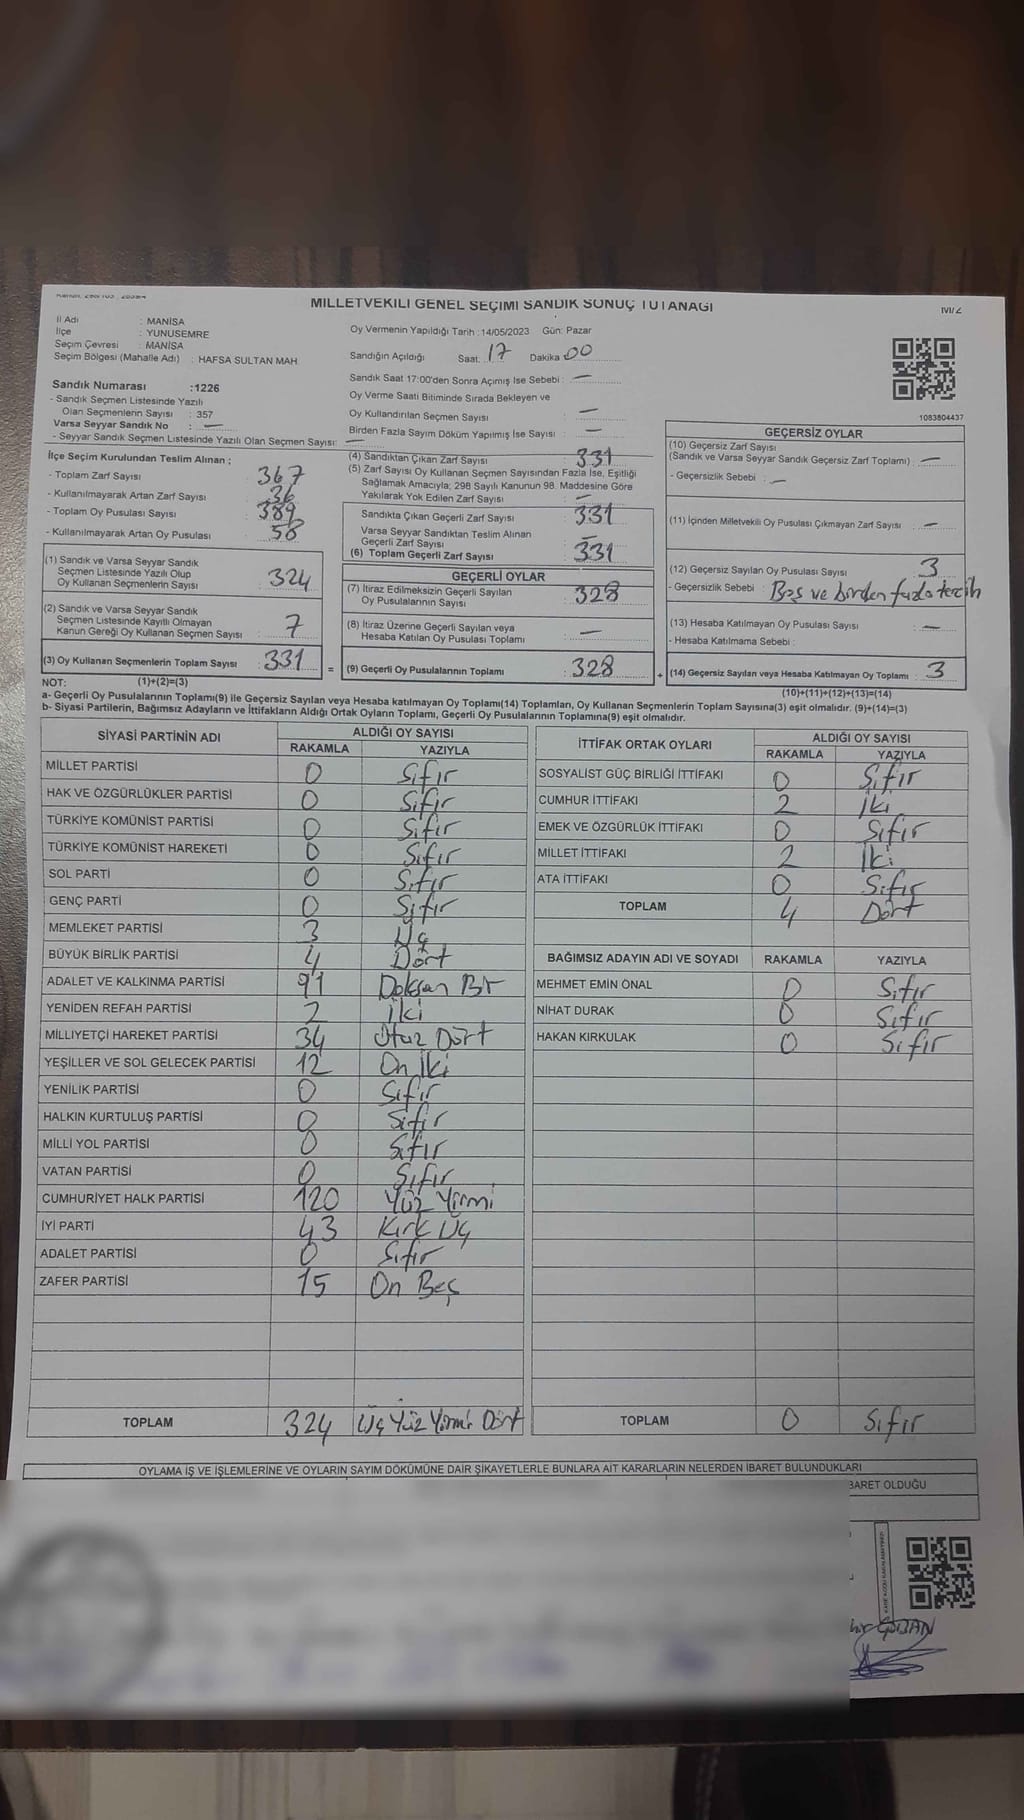 MİLLETVEKİLİ GENEL SEÇİMİ SANDIK SONUÇ TUTANAĞI
İl Adı : MANİSA
İlçe : YUNUSEMRE
Seçim Çevresi : MANİSA
Seçim Bölgesi (Mahalle Adı) : HAFSA SULTAN MAH.
Oy Vermenin Yapıldığı Tarih : 14/05/2023 Gün: Pazar
Sandığın Açıldığı Saat: 17 Dakika 00
Sandık Saat 17:00'den Sonra Açımış İse Sebebi : —
Oy Verme Saati Bitiminde Sırada Bekleyen ve
Oy Kullandırılan Seçmen Sayısı : —
Birden Fazla Sayım Döküm Yapılmış İse Sayısı : —
1083804437
Sandık Numarası :1226
- Sandık Seçmen Listesinde Yazılı
Olan Seçmenlerin Sayısı : 357
Varsa Seyyar Sandık No : —
- Seyyar Sandık Seçmen Listesinde Yazılı Olan Seçmen Sayısı: —
İlçe Seçim Kurulundan Teslim Alınan ;
- Toplam Zarf Sayısı : 367
- Kullanılmayarak Artan Zarf Sayısı : 36
- Toplam Oy Pusulası Sayısı : 389
- Kullanılmayarak Artan Oy Pusulası : 58
(1) Sandık ve Varsa Seyyar Sandık
Seçmen Listesinde Yazılı Olup
Oy Kullanan Seçmenlerin Sayısı : 324
(2) Sandık ve Varsa Seyyar Sandık
Seçmen Listesinde Kayıtlı Olmayan
Kanun Gereği Oy Kullanan Seçmen Sayısı : 7
(3) Oy Kullanan Seçmenlerin Toplam Sayısı : 331
(4) Sandıktan Çıkan Zarf Sayısı : 331
(5) Zarf Sayısı Oy Kullanan Seçmen Sayısından Fazla İse, Eşitliği
Sağlamak Amacıyla; 298 Sayılı Kanunun 98. Maddesine Göre
Yakılarak Yok Edilen Zarf Sayısı : —
Sandıkta Çıkan Geçerli Zarf Sayısı : 331
Varsa Seyyar Sandıktan Teslim Alınan
Geçerli Zarf Sayısı : —
(6) Toplam Geçerli Zarf Sayısı : 331
GEÇERLİ OYLAR
(7) İtiraz Edilmeksizin Geçerli Sayılan
Oy Pusulalarının Sayısı : 328
(8) İtiraz Üzerine Geçerli Sayılan veya
Hesaba Katılan Oy Pusulası Toplamı : —
= (9) Geçerli Oy Pusulalarının Toplamı : 328
GEÇERSİZ OYLAR
(10) Geçersiz Zarf Sayısı
(Sandık ve Varsa Seyyar Sandık Geçersiz Zarf Toplamı) : —
- Geçersizlik Sebebi : —
(11) İçinden Milletvekili Oy Pusulası Çıkmayan Zarf Sayısı : —
(12) Geçersiz Sayılan Oy Pusulası Sayısı : 3
- Geçersizlik Sebebi : Boş ve birden fazla tercih
(13) Hesaba Katılmayan Oy Pusulası Sayısı : —
- Hesaba Katılmama Sebebi :
+ (14) Geçersiz Sayılan veya Hesaba Katılmayan Oy Toplamı : 3
NOT: (1)+(2)=(3) (10)+(11)+(12)+(13)=(14)
a- Geçerli Oy Pusulalarının Toplamı(9) ile Geçersiz Sayılan veya Hesaba katılmayan Oy Toplamı(14) Toplamları, Oy Kullanan Seçmenlerin Toplam Sayısına(3) eşit olmalıdır. (9)+(14)=(3)
b- Siyasi Partilerin, Bağımsız Adayların ve İttifakların Aldığı Ortak Oyların Toplamı, Geçerli Oy Pusulalarının Toplamına(9) eşit olmalıdır.
SİYASİ PARTİNİN ADI ALDIĞI OY SAYISI
RAKAMLA YAZIYLA
MİLLET PARTİSİ 0 Sıfır
HAK VE ÖZGÜRLÜKLER PARTİSİ 0 Sıfır
TÜRKİYE KOMÜNİST PARTİSİ 0 Sıfır
TÜRKİYE KOMÜNİST HAREKETİ 0 Sıfır
SOL PARTİ 0 Sıfır
GENÇ PARTİ 0 Sıfır
MEMLEKET PARTİSİ 3 Üç
BÜYÜK BİRLİK PARTİSİ 4 Dört
ADALET VE KALKINMA PARTİSİ 91 Doksan Bir
YENİDEN REFAH PARTİSİ 2 İki
MİLLİYETÇİ HAREKET PARTİSİ 34 Otuz Dört
YEŞİLLER VE SOL GELECEK PARTİSİ 12 On İki
YENİLİK PARTİSİ 0 Sıfır
HALKIN KURTULUŞ PARTİSİ 0 Sıfır
MİLLİ YOL PARTİSİ 0 Sıfır
VATAN PARTİSİ 0 Sıfır
CUMHURİYET HALK PARTİSİ 120 Yüz Yirmi
İYİ PARTİ 43 Kırk Üç
ADALET PARTİSİ 0 Sıfır
ZAFER PARTİSİ 15 On Beş
TOPLAM 324 Üç Yüz Yirmi Dört
İTTİFAK ORTAK OYLARI ALDIĞI OY SAYISI
RAKAMLA YAZIYLA
SOSYALİST GÜÇ BİRLİĞİ İTTİFAKI 0 Sıfır
CUMHUR İTTİFAKI 2 İki
EMEK VE ÖZGÜRLÜK İTTİFAKI 0 Sıfır
MİLLET İTTİFAKI 2 İki
ATA İTTİFAKI 0 Sıfır
TOPLAM 4 Dört
BAĞIMSIZ ADAYIN ADI VE SOYADI RAKAMLA YAZIYLA
MEHMET EMİN ÖNAL 0 Sıfır
NİHAT DURAK 0 Sıfır
HAKAN KIRKULAK 0 Sıfır
TOPLAM 0 Sıfır
OYLAMA İŞ VE İŞLEMLERİNE VE OYLARIN SAYIM DÖKÜMÜNE DAİR ŞİKAYETLERLE BUNLARA AİT KARARLARIN NELERDEN İBARET BULUNDUKLARI
BARET OLDUĞU